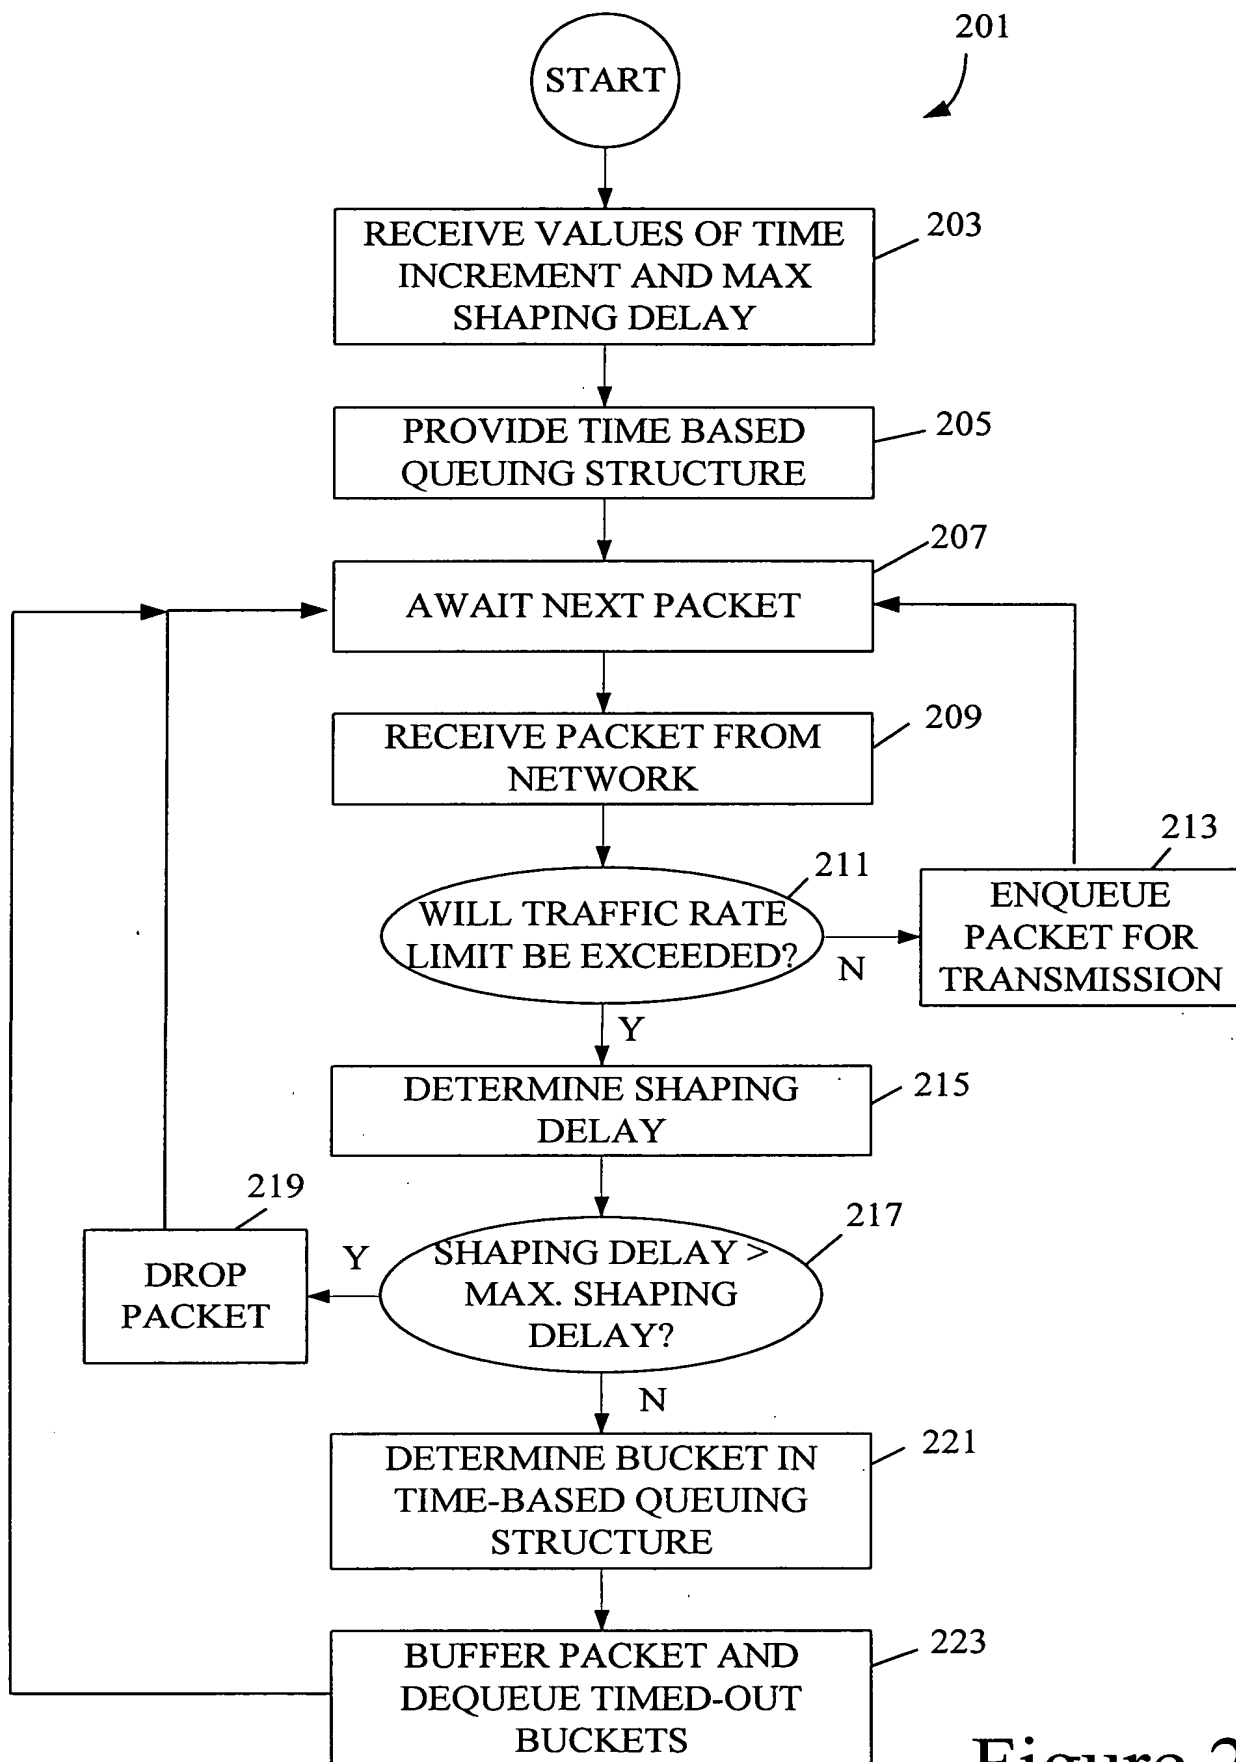 201
START
RECEIVE VALUES OF TIME
INCREMENT AND MAX
SHAPING DELAY
203
PROVIDE TIME BASED
QUEUING STRUCTURE
205
207
AWAIT NEXT PACKET
RECEIVE PACKET FROM
NETWORK
209
211
WILL TRAFFIC RATE
LIMIT BE EXCEEDED?
N
213
ENQUEUE
PACKET FOR
TRANSMISSION
Y
DETERMINE SHAPING
DELAY
215
219
DROP
PACKET
Y
217
SHAPING DELAY >
MAX. SHAPING
DELAY?
N
DETERMINE BUCKET IN
TIME-BASED QUEUING
STRUCTURE
221
BUFFER PACKET AND
DEQUEUE TIMED-OUT
BUCKETS
223
Figure 2